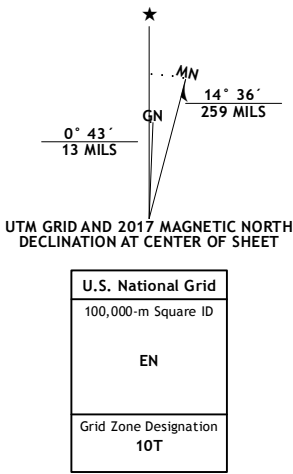 MN
14° 36´
259 MILS
GN
0° 43´
13 MILS
UTM GRID AND 2017 MAGNETIC NORTH
DECLINATION AT CENTER OF SHEET
U.S. National Grid
100,000-m Square ID
EN
Grid Zone Designation
10T